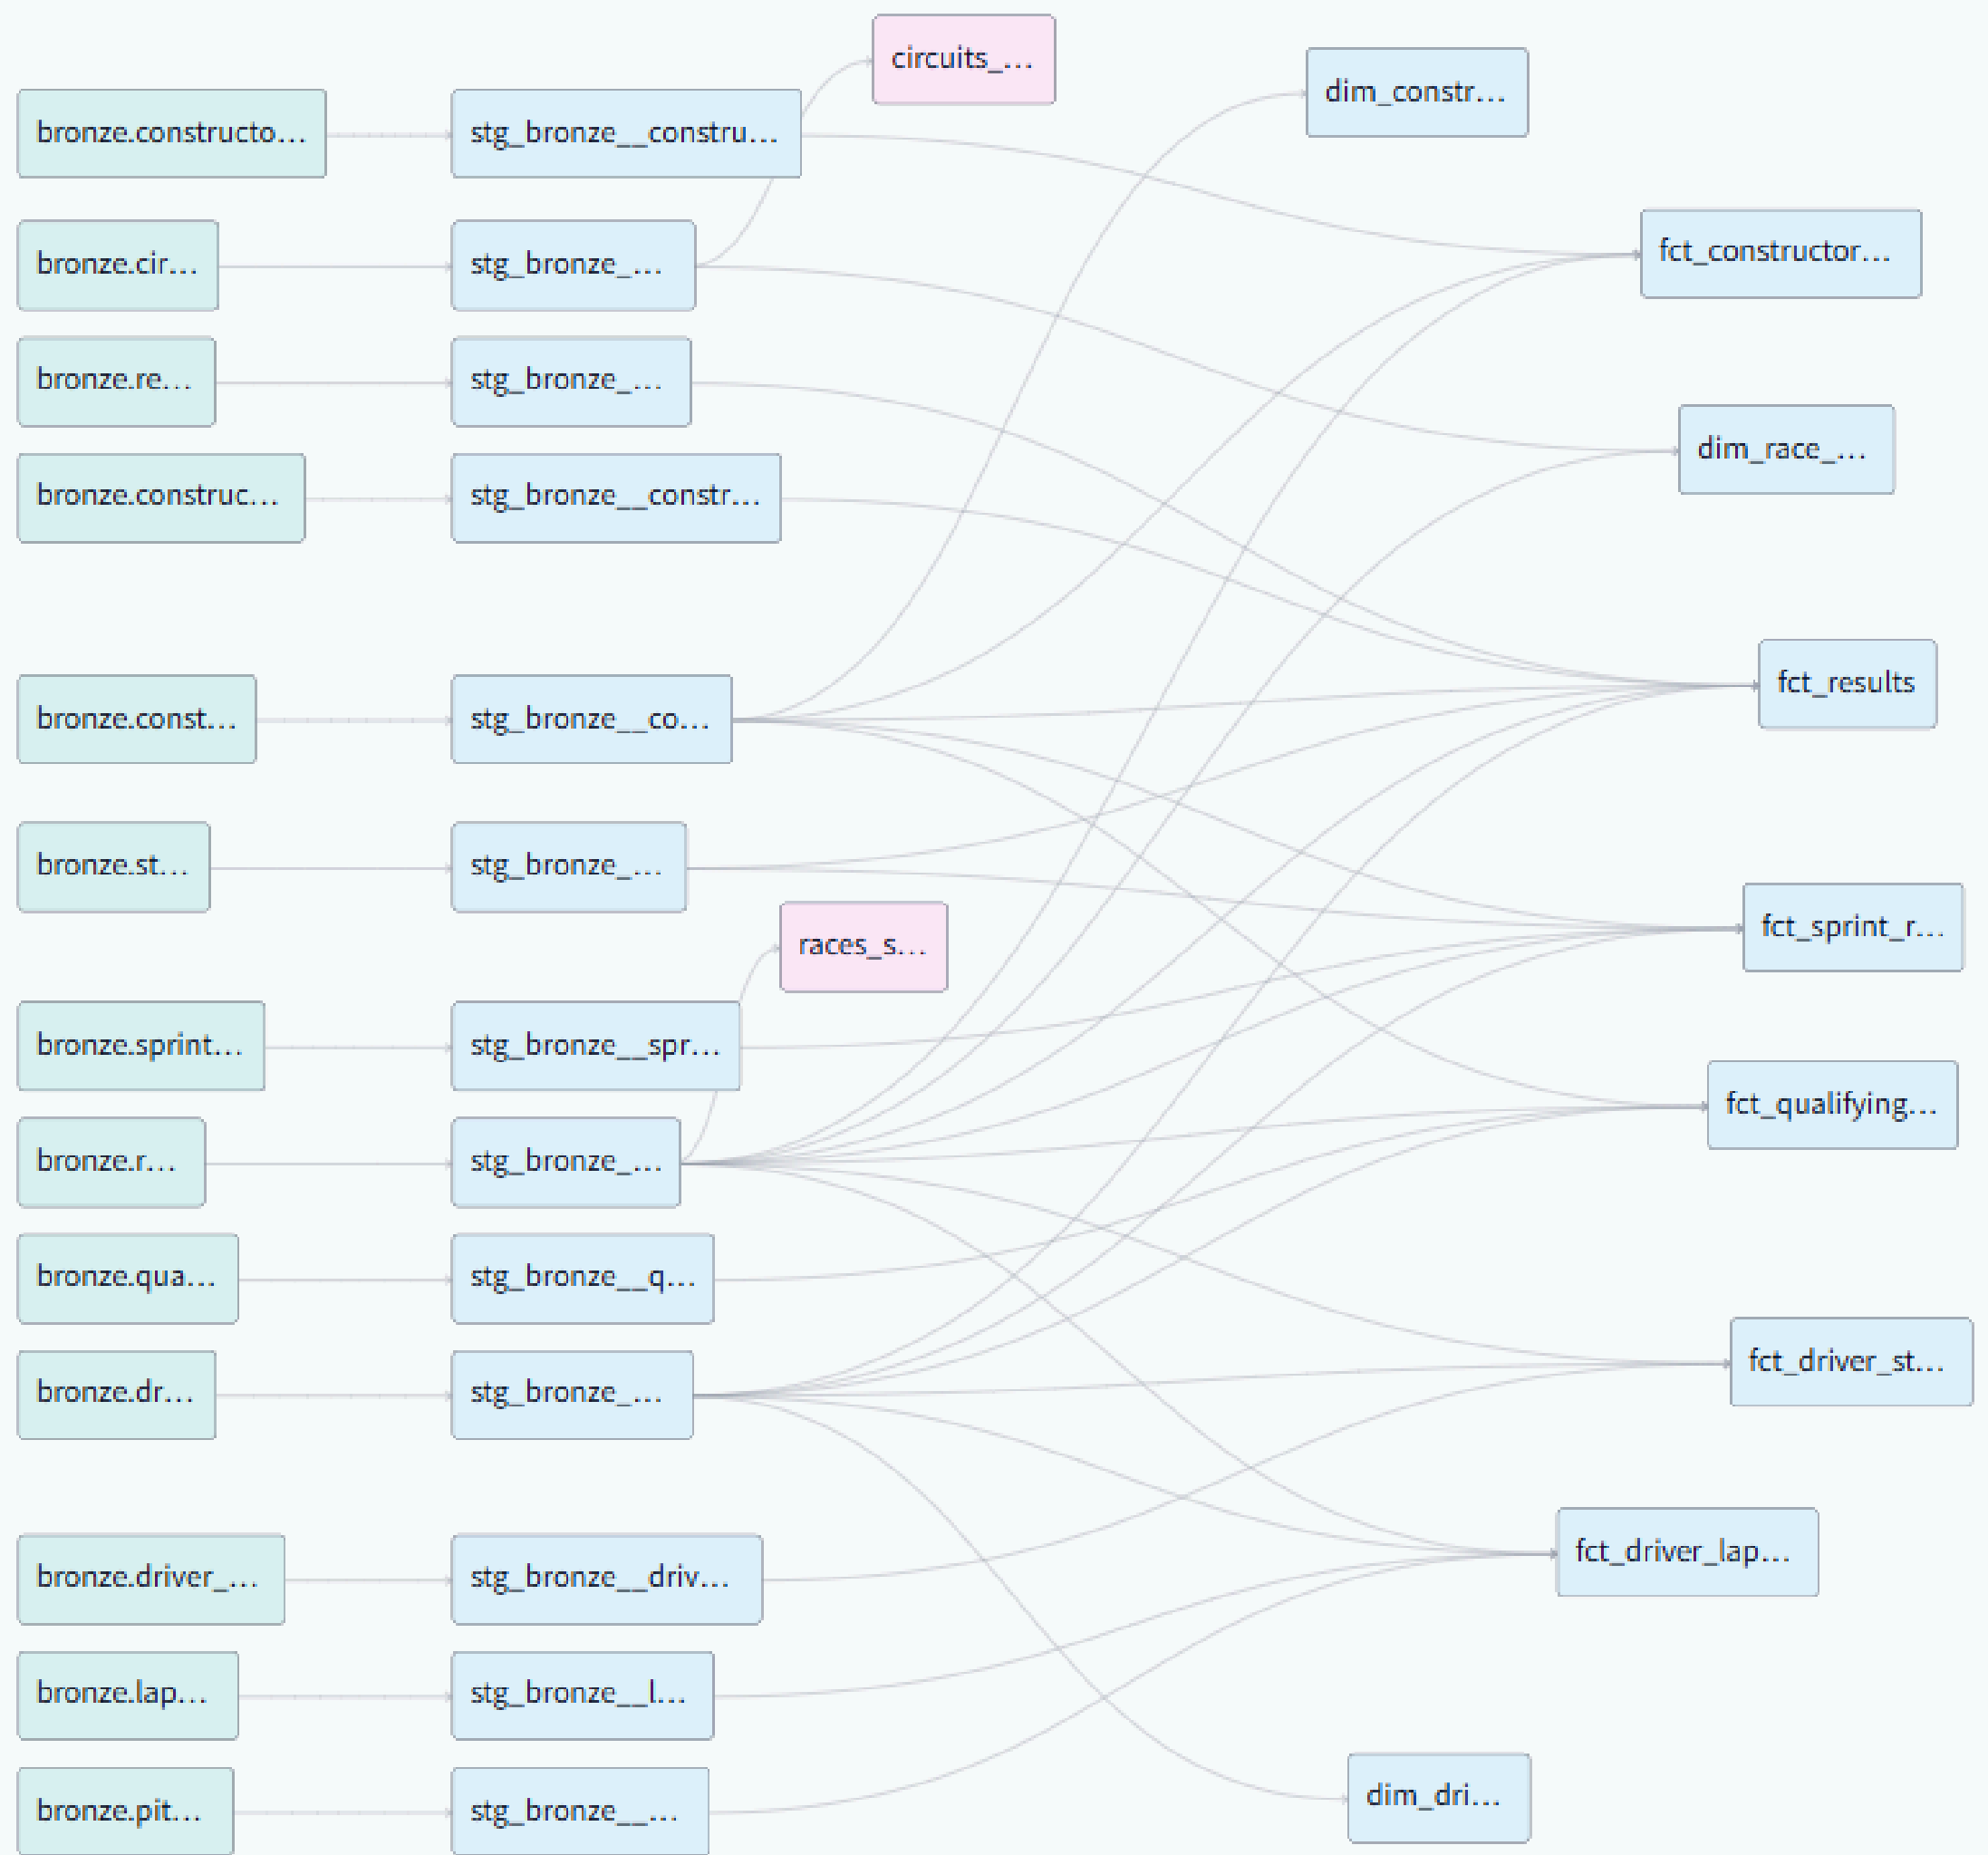 circuits_...
dim_constr...
bronze.constructo...
stg_bronze__constru...
fct_constructor...
bronze.cir...
stg_bronze_...
bronze.re...
stg_bronze_...
dim_race_...
bronze.construc...
stg_bronze__constr...
fct_results
bronze.const...
stg_bronze__co...
bronze.st...
stg_bronze_...
races_s...
fct_sprint_r...
bronze.sprint...
stg_bronze__spr...
fct_qualifying...
bronze.r...
stg_bronze_...
bronze.qua...
stg_bronze__q...
fct_driver_st...
bronze.dr...
stg_bronze_...
bronze.driver_...
stg_bronze__driv...
fct_driver_lap...
bronze.lap...
stg_bronze__l...
dim_dri...
bronze.pit...
stg_bronze__...